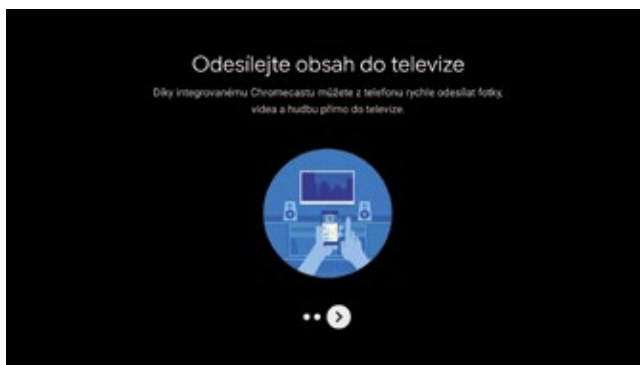 Odesílejte obsah do televize
Díky integrovanému Chromecastu můžete z telefonu rychle odesílat fotky,
videa a hudbu přímo do televize.